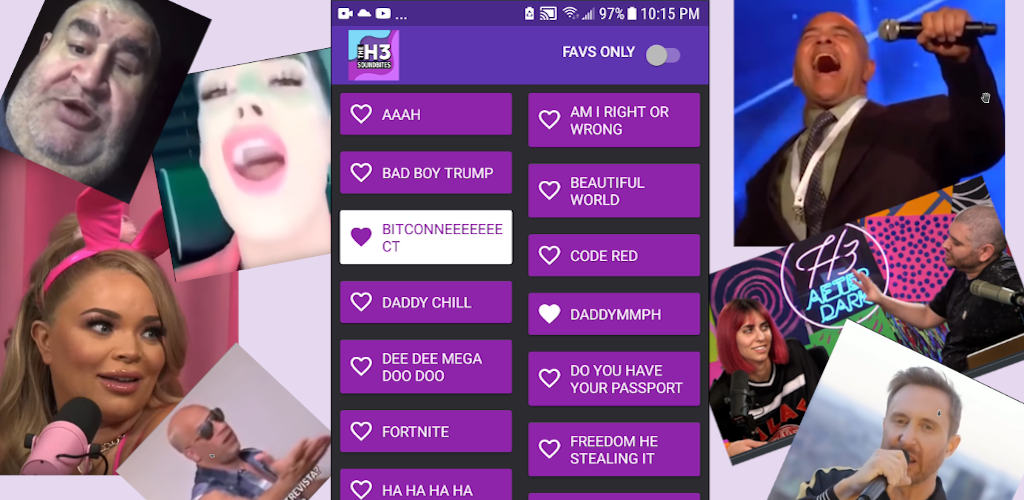 ... 97% 10:15 PM
THE H3
SOUNDBITES
FAVS ONLY
AAAH
BAD BOY TRUMP
BITCONNEEEEEEE
CT
DADDY CHILL
DEE DEE MEGA
DOO DOO
FORTNITE
HA HA HA HA
AM I RIGHT OR
WRONG
BEAUTIFUL
WORLD
CODE RED
DADDYMMPH
DO YOU HAVE
YOUR PASSPORT
FREEDOM HE
STEALING IT
H3
AFTER
DARK